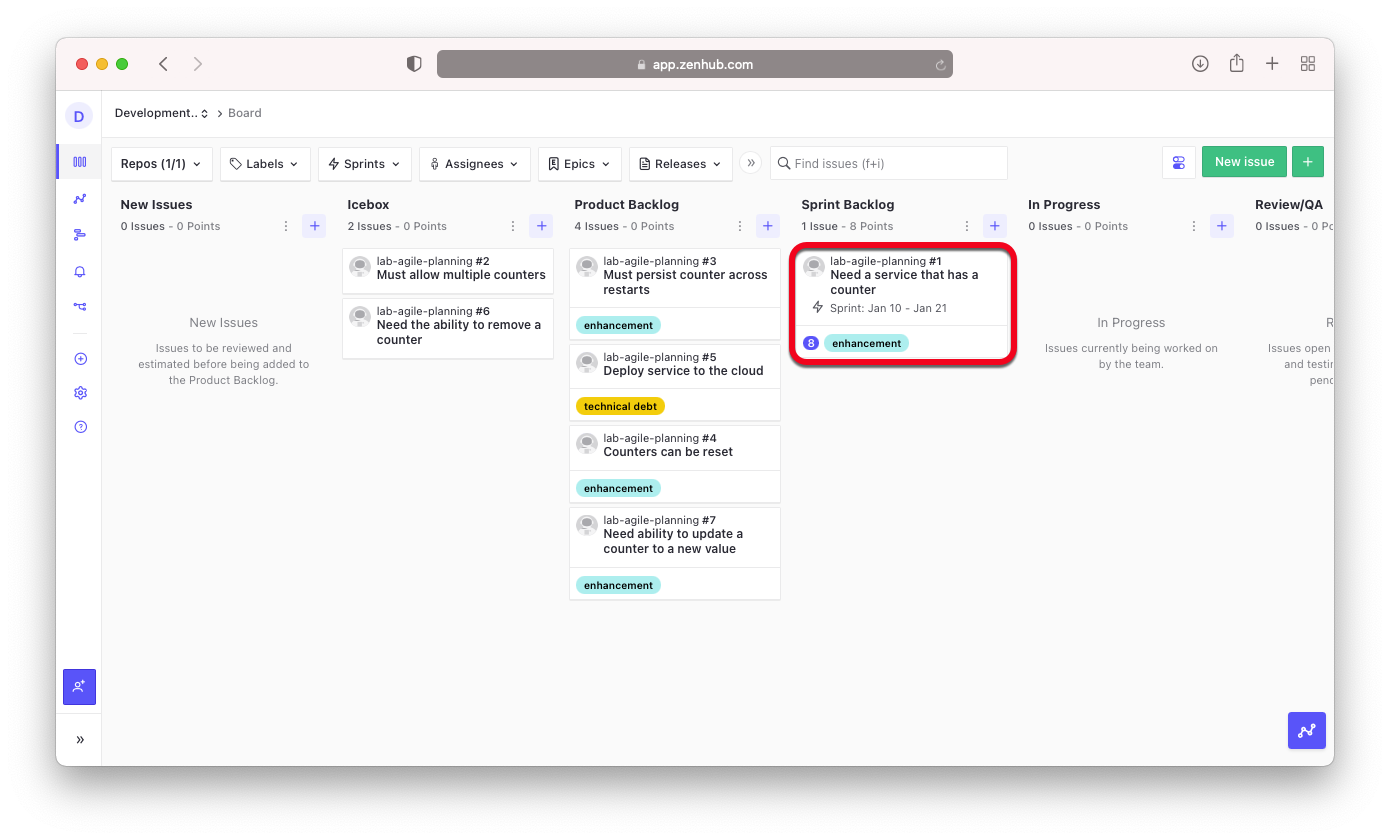 app.zenhub.com
D
Development.. > Board
Repos (1/1)
Labels
Sprints
Assignees
Epics
Releases
»
Find issues (f+i)
New issue
+
New Issues
0 Issues - 0 Points
+
New Issues
Issues to be reviewed and
estimated before being added to
the Product Backlog.
Icebox
2 Issues - 0 Points
+
lab-agile-planning #2
Must allow multiple counters
lab-agile-planning #6
Need the ability to remove a
counter
Product Backlog
4 Issues - 0 Points
+
lab-agile-planning #3
Must persist counter across
restarts
enhancement
lab-agile-planning #5
Deploy service to the cloud
technical debt
lab-agile-planning #4
Counters can be reset
enhancement
lab-agile-planning #7
Need ability to update a
counter to a new value
enhancement
Sprint Backlog
1 Issue - 8 Points
+
lab-agile-planning #1
Need a service that has a
counter
Sprint: Jan 10 - Jan 21
8 enhancement
In Progress
0 Issues - 0 Points
+
In Progress
Issues currently being worked on
by the team.
Review/QA
0 Issues - 0 Pc
R
Issues open
and testir
penc
»